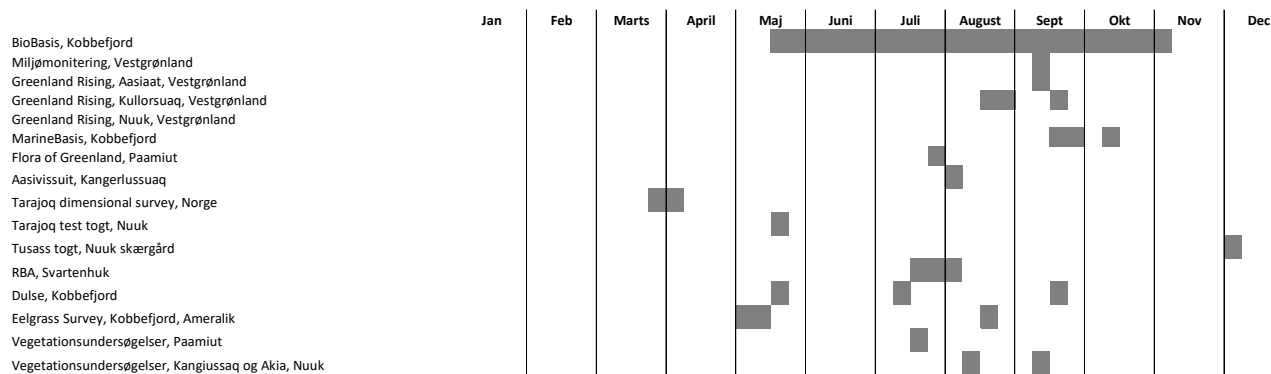 Jan Feb Marts April Maj Juni Juli August Sept Okt Nov Dec
BioBasis, Kobbefjord
Miljømonitering, Vestgrønland
Greenland Rising, Aasiaat, Vestgrønland
Greenland Rising, Kullorsuaq, Vestgrønland
Greenland Rising, Nuuk, Vestgrønland
MarineBasis, Kobbefjord
Flora of Greenland, Paamiut
Aasivissuit, Kangerlussuaq
Tarajoq dimensional survey, Norge
Tarajoq test togt, Nuuk
Tusass togt, Nuuk skærgård
RBA, Svartenhuk
Dulse, Kobbefjord
Eelgrass Survey, Kobbefjord, Ameralik
Vegetationsundersøgelser, Paamiut
Vegetationsundersøgelser, Kangiussaq og Akia, Nuuk